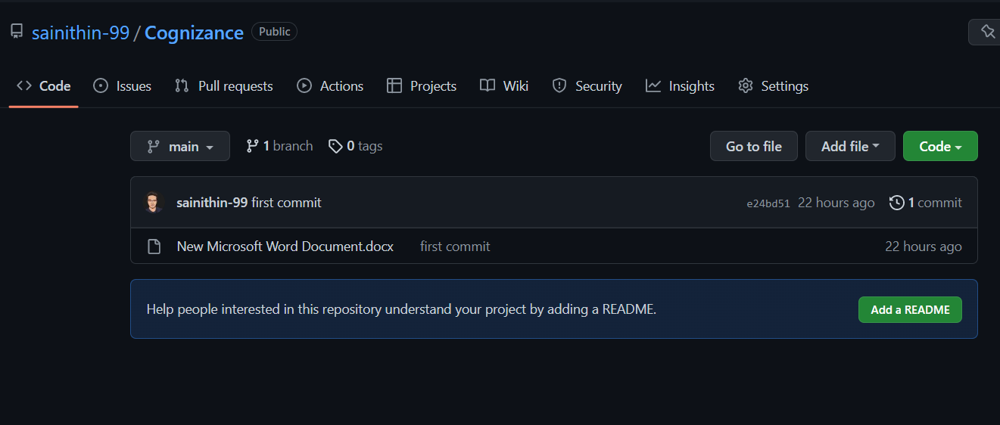 sainithin-99 / Cognizance Public
Code Issues Pull requests Actions Projects Wiki Security Insights Settings
main 1 branch 0 tags Go to file Add file Code
sainithin-99 first commit e24bd51 22 hours ago 1 commit
New Microsoft Word Document.docx first commit 22 hours ago
Help people interested in this repository understand your project by adding a README. Add a README